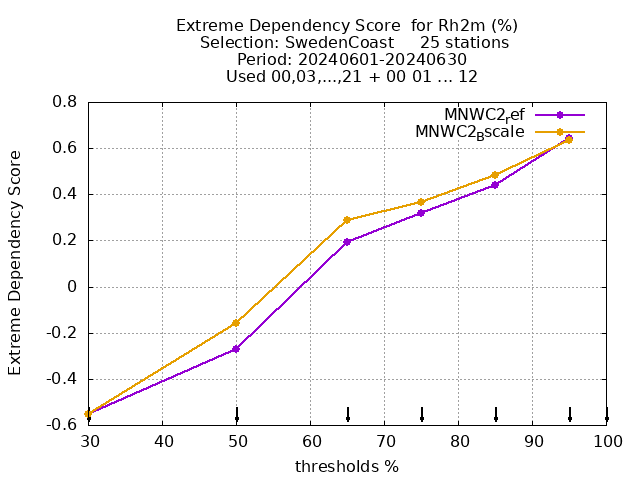 Extreme Dependency Score  for Rh2m (%)
Selection: SwedenCoast     25 stations
Period: 20240601-20240630
Used 00,03,...,21 + 00 01 ... 12
MNWC2ref
MNWC2Bscale
Extreme Dependency Score
0.8
0.6
0.4
0.2
0
-0.2
-0.4
-0.6
30 40 50 60 70 80 90 100
thresholds %